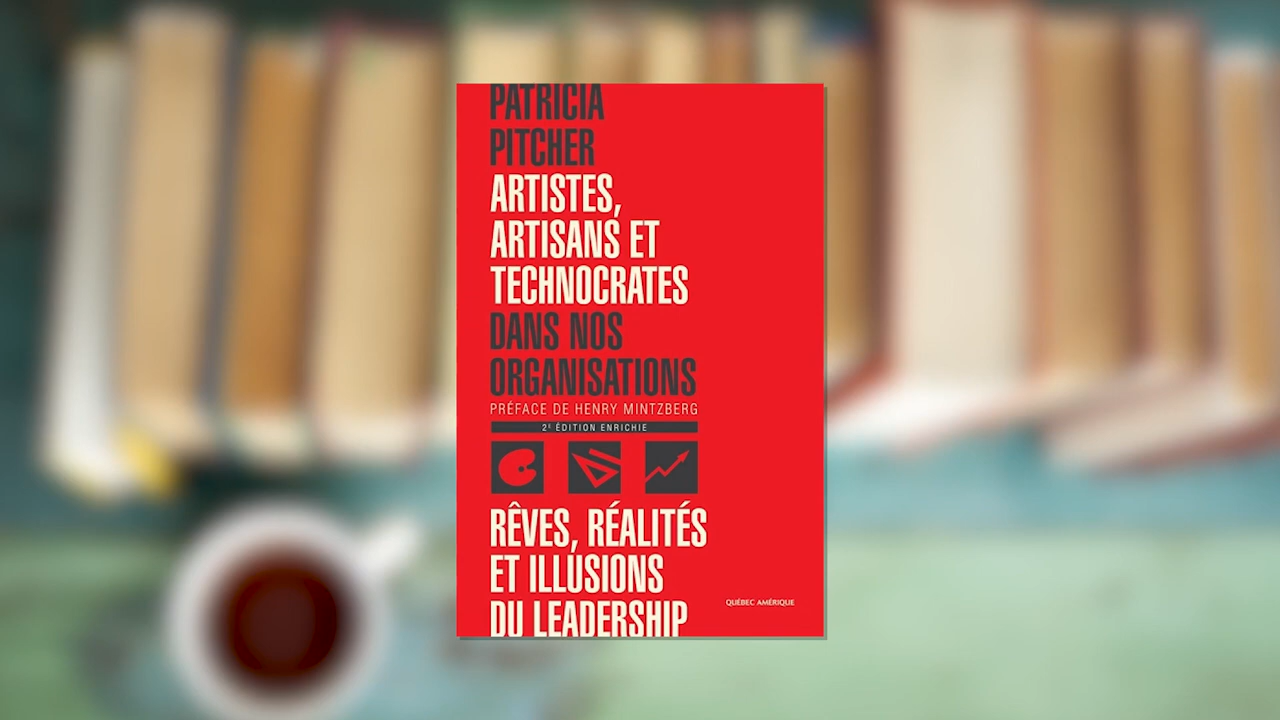 PATRICIA
PITCHER
ARTISTES,
ARTISANS ET
TECHNOCRATES
DANS NOS
ORGANISATIONS
PRÉFACE DE HENRY MINTZBERG
2E ÉDITION ENRICHIE
RÊVES, RÉALITÉS
ET ILLUSIONS
DU LEADERSHIP
QUÉBEC AMÉRIQUE